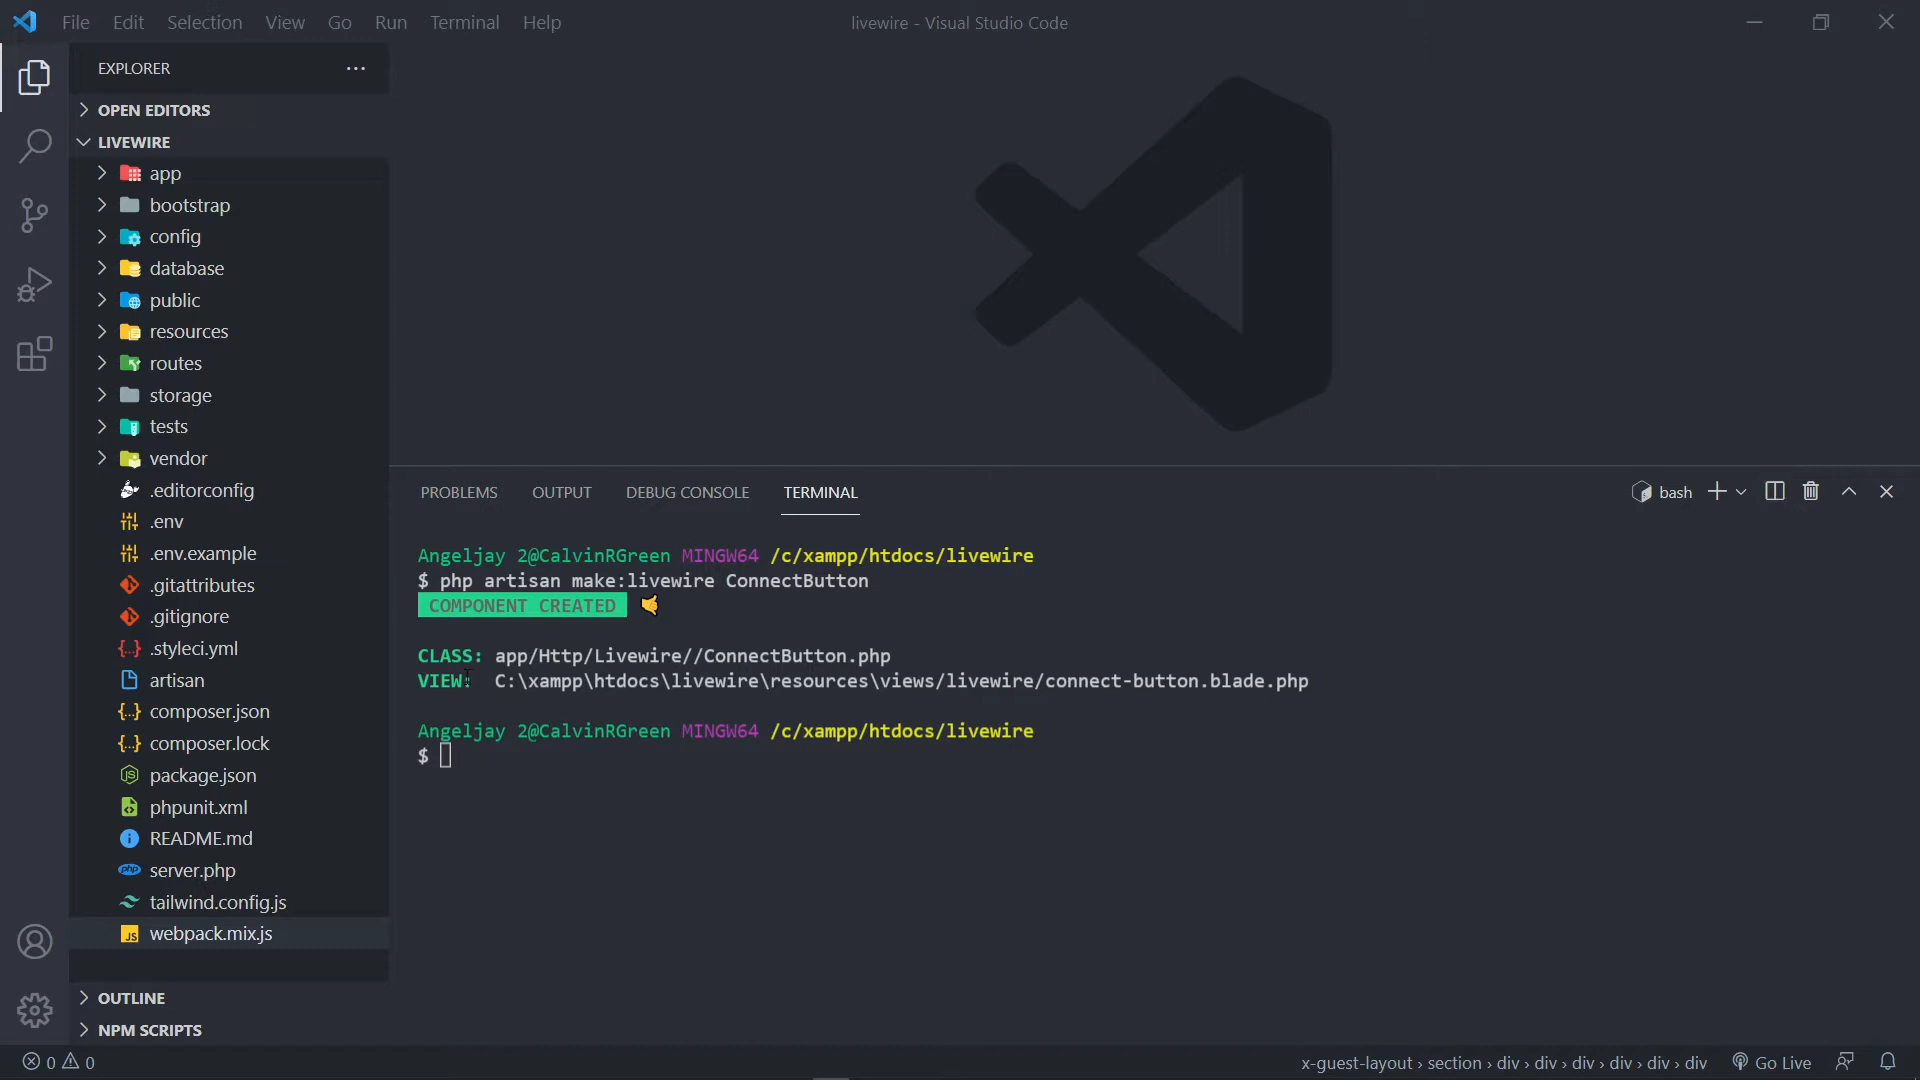 File Edit Selection View Go Run Terminal Help
livewire - Visual Studio Code
EXPLORER
OPEN EDITORS
LIVEWIRE
app
bootstrap
config
database
public
resources
routes
storage
tests
vendor
.editorconfig
.env
.env.example
.gitattributes
.gitignore
.styleci.yml
artisan
composer.json
composer.lock
package.json
phpunit.xml
README.md
server.php
tailwind.config.js
JS webpack.mix.js
OUTLINE
NPM SCRIPTS
PROBLEMS OUTPUT DEBUG CONSOLE TERMINAL
bash
Angeljay 2@CalvinRGreen MINGW64 /c/xampp/htdocs/livewire
$ php artisan make:livewire ConnectButton
COMPONENT CREATED 🤙
CLASS: app/Http/Livewire//ConnectButton.php
VIEW: C:\xampp\htdocs\livewire\resources\views/livewire/connect-button.blade.php
Angeljay 2@CalvinRGreen MINGW64 /c/xampp/htdocs/livewire
$
0 0
x-guest-layout › section › div › div › div › div › div › div
Go Live